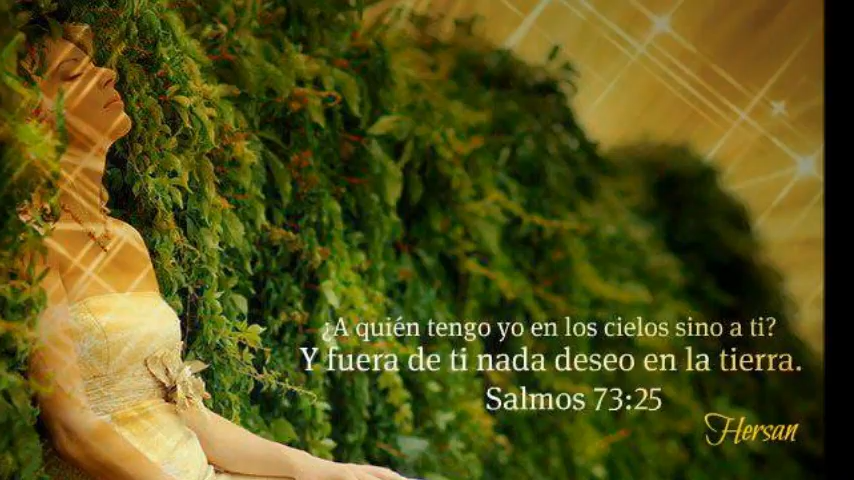 ¿A quién tengo yo en los cielos sino a ti?
Y fuera de ti nada deseo en la tierra.
Salmos 73:25
Hersan